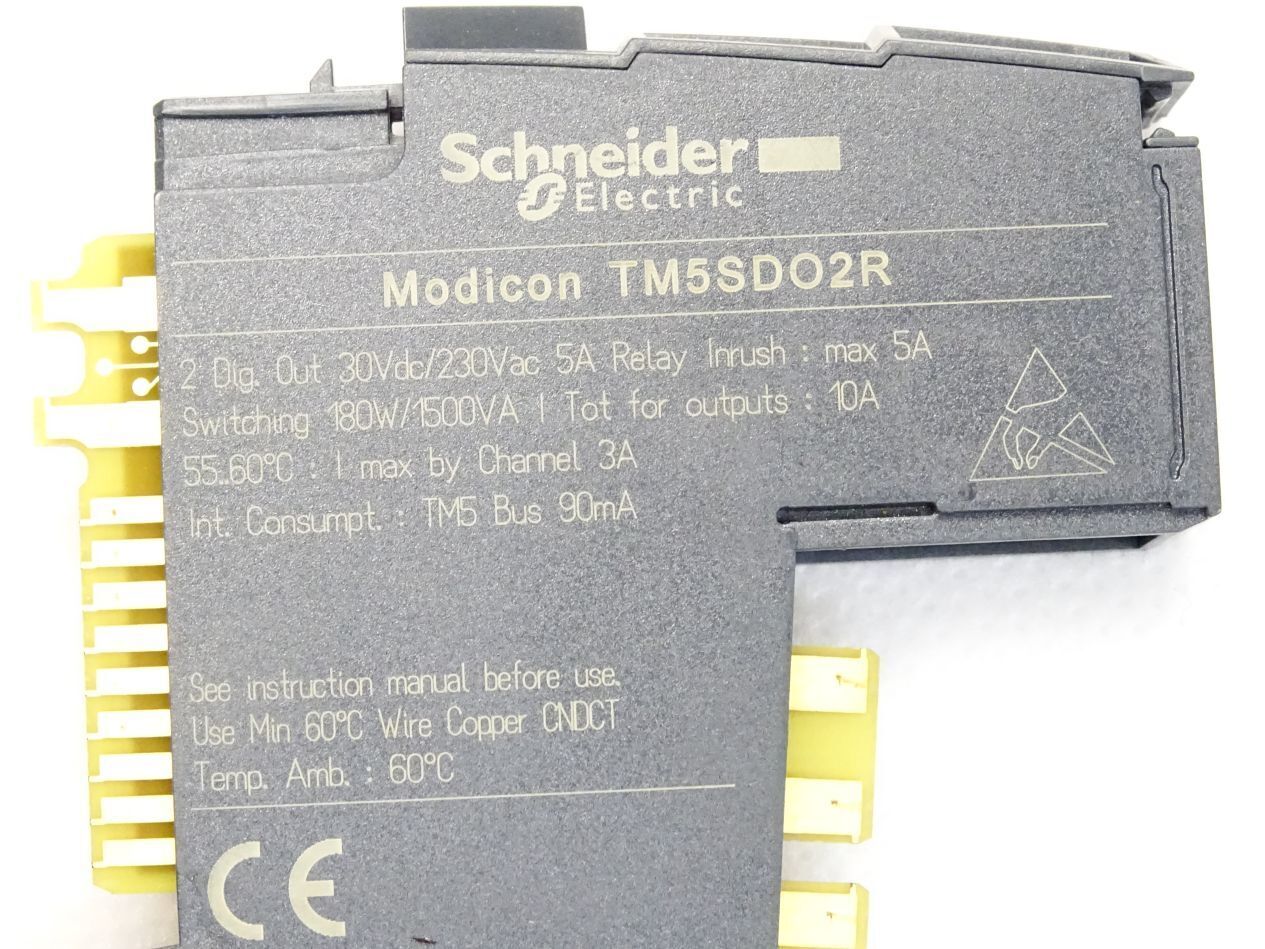 Schneider
Electric
Modicon TM5SDO2R
2 Dig. Out 30Vdc/230Vac 5A Relay Inrush : max 5A
Switching 180W/1500VA I Tot for outputs : 10A
55..60°C : I max by Channel 3A
Int. Consumpt. : TM5 Bus 90mA
See instruction manual before use.
Use Min 60°C Wire Copper CNDCT
Temp. Amb. : 60°C
CE